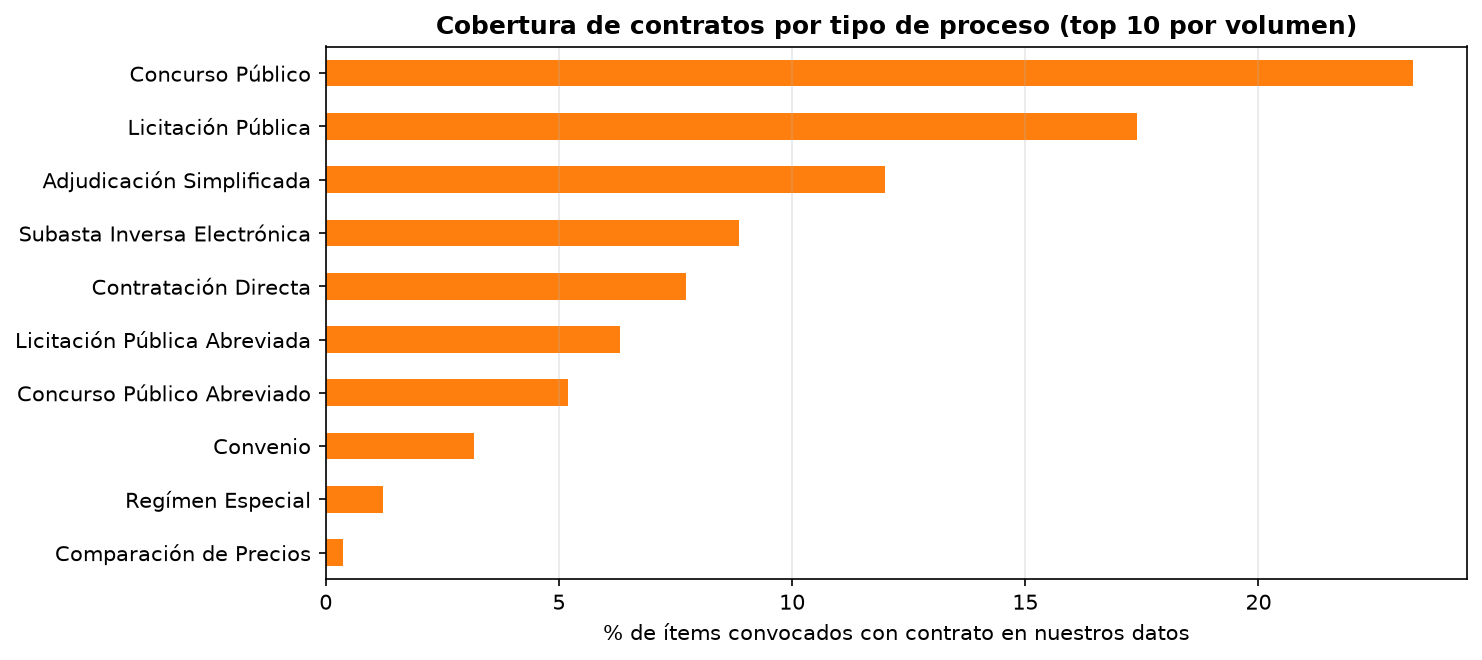 Cobertura de contratos por tipo de proceso (top 10 por volumen)
Concurso Público
Licitación Pública
Adjudicación Simplificada
Subasta Inversa Electrónica
Contratación Directa
Licitación Pública Abreviada
Concurso Público Abreviado
Convenio
Regímen Especial
Comparación de Precios
0 5 10 15 20
% de ítems convocados con contrato en nuestros datos